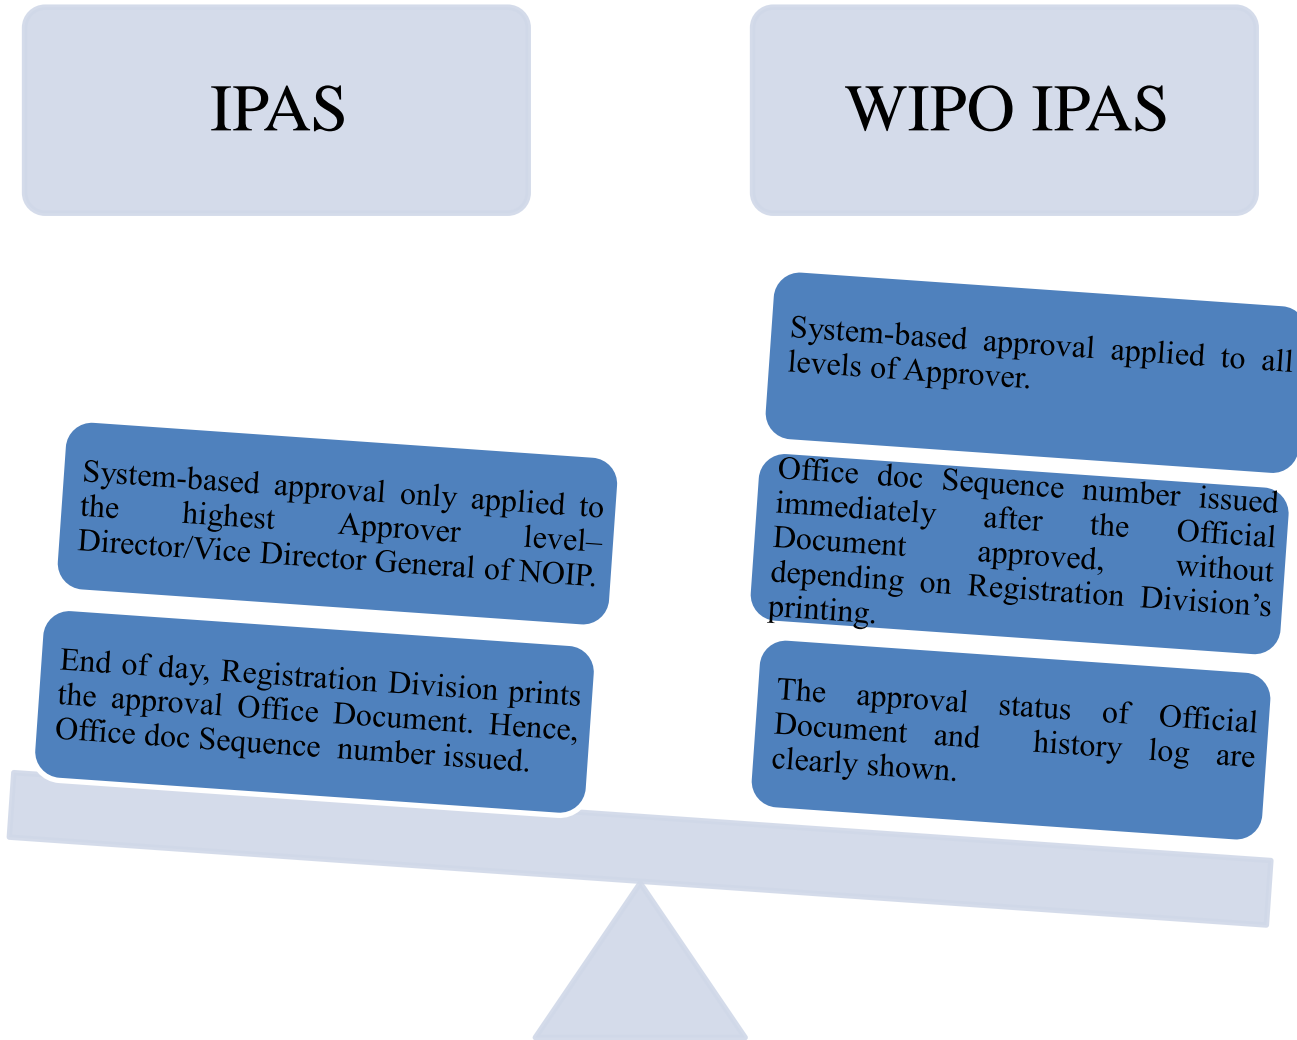 IPAS
WIPO IPAS
System-based approval only applied to
the highest Approver level–
Director/Vice Director General of NOIP.
End of day, Registration Division prints
the approval Office Document. Hence,
Office doc Sequence number issued.
System-based approval applied to all
levels of Approver.
Office doc Sequence number issued
immediately after the Official
Document approved, without
depending on Registration Division’s
printing.
The approval status of Official
Document and history log are
clearly shown.